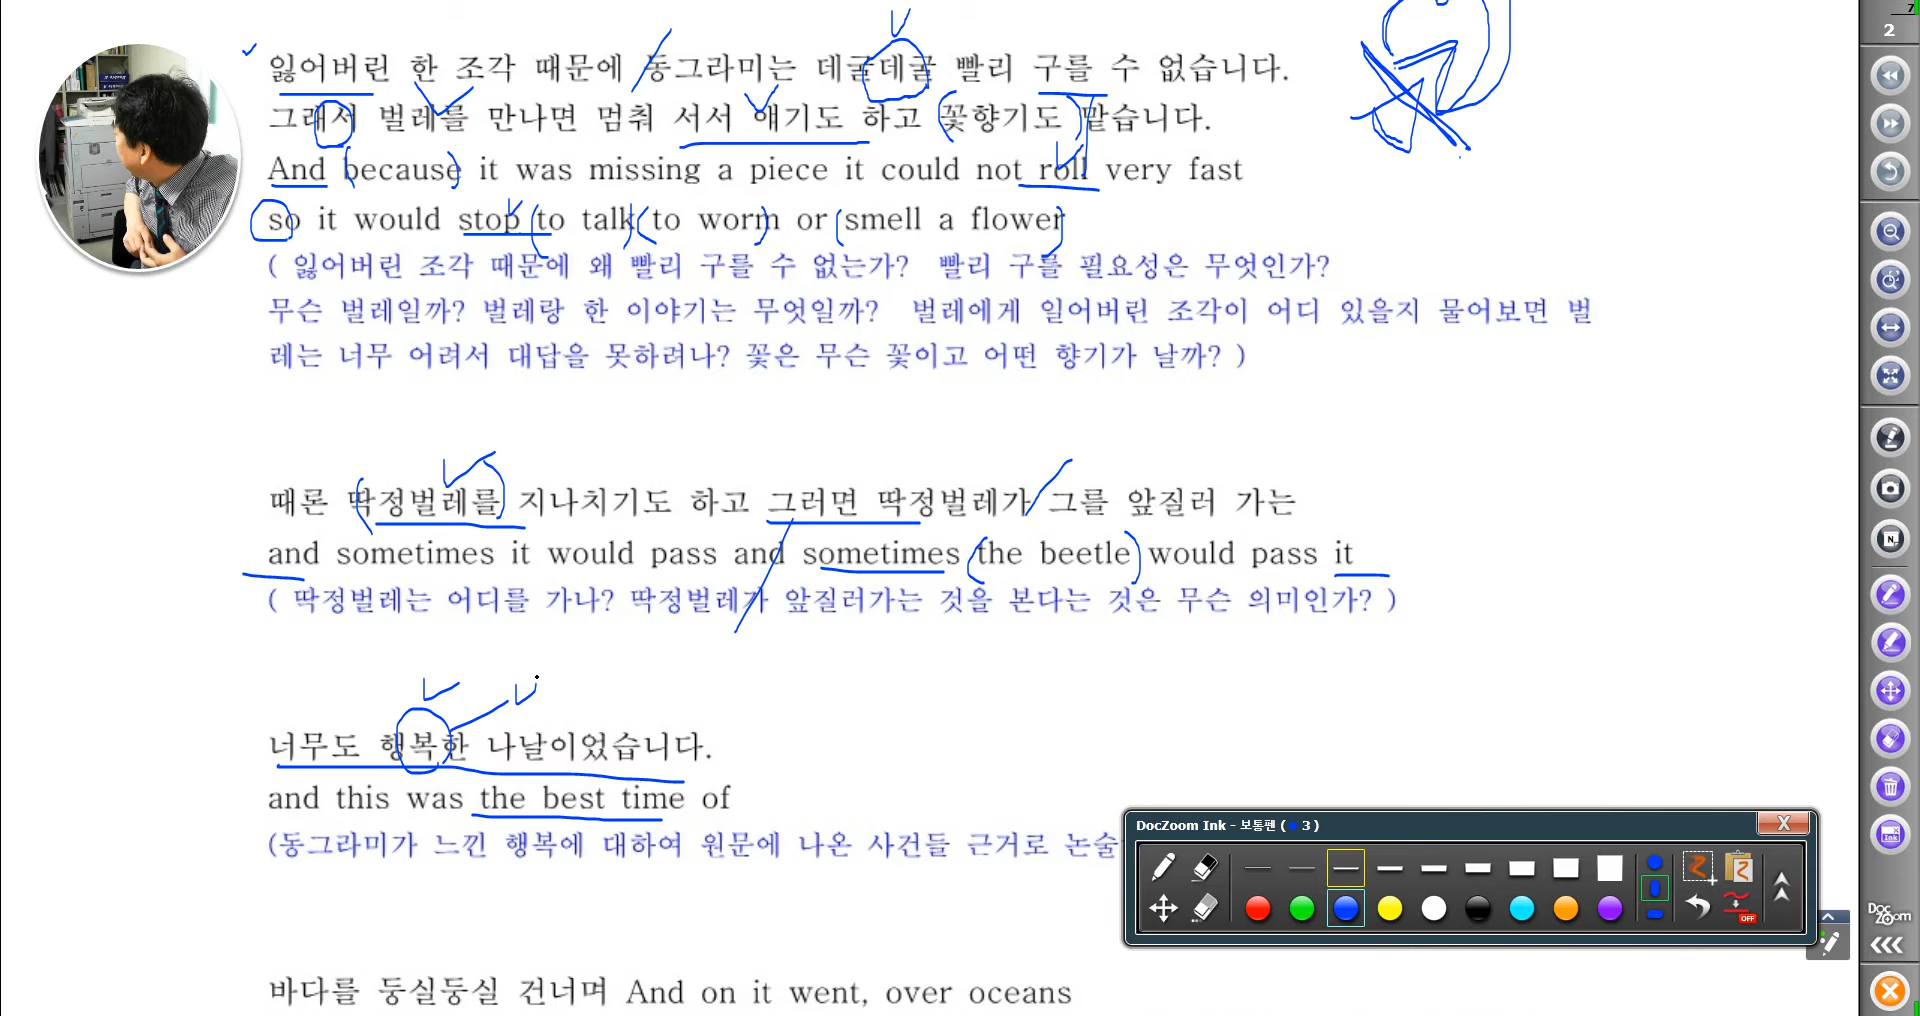 7
2
잃어버린 한 조각 때문에 동그라미는 데굴데굴 빨리 구를 수 없습니다.
그래서 벌레를 만나면 멈춰 서서 얘기도 하고 꽃향기도 맡습니다.
And because it was missing a piece it could not roll very fast
so it would stop to talk to worm or smell a flower
( 잃어버린 조각 때문에 왜 빨리 구를 수 없는가? 빨리 구를 필요성은 무엇인가?
무슨 벌레일까? 벌레랑 한 이야기는 무엇일까? 벌레에게 잃어버린 조각이 어디 있을지 물어보면 벌
레는 너무 어려서 대답을 못하려나? 꽃은 무슨 꽃이고 어떤 향기가 날까? )
때론 딱정벌레를 지나치기도 하고 그러면 딱정벌레가 그를 앞질러 가는
and sometimes it would pass and sometimes the beetle would pass it
( 딱정벌레는 어디를 가나? 딱정벌레가 앞질러가는 것을 본다는 것은 무슨 의미인가? )
너무도 행복한 나날이었습니다.
and this was the best time of
(동그라미가 느낀 행복에 대하여 원문에 나온 사건들 근거로 논술
DocZoom Ink - 보통펜 ( 3 )
OFF
Doc Zoom
바다를 둥실둥실 건너며 And on it went, over oceans